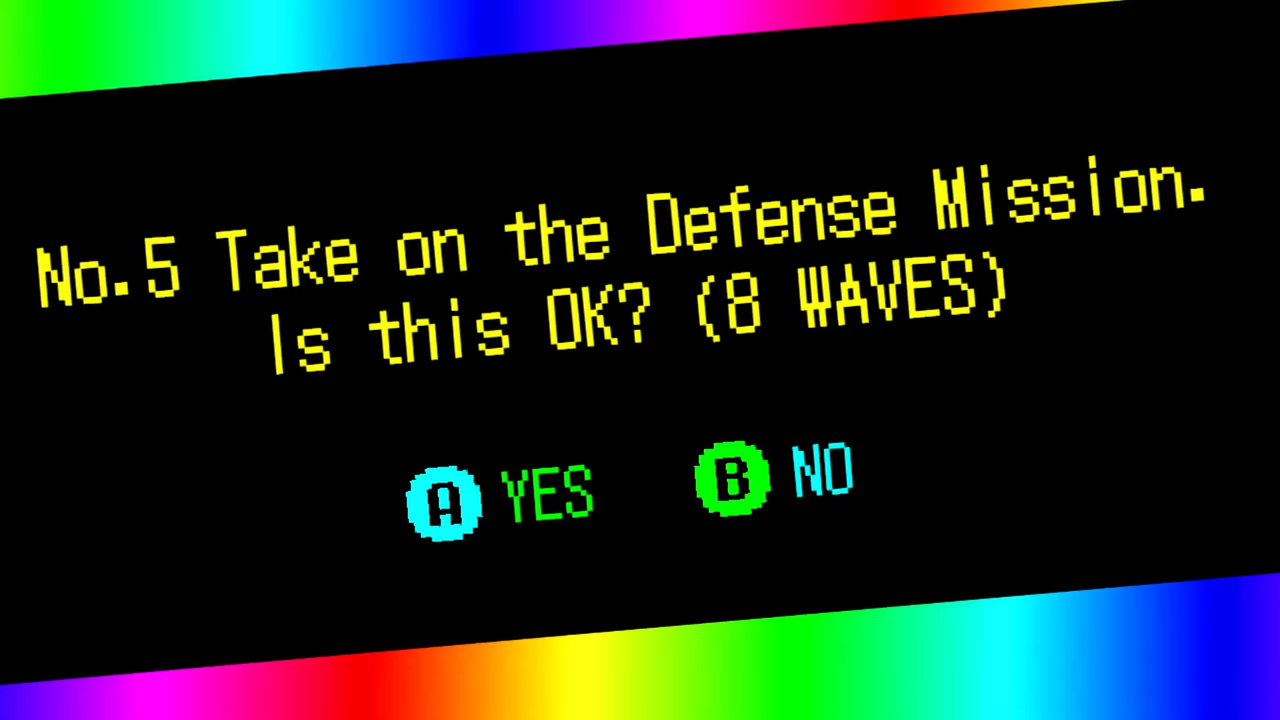 No.5 Take on the Defense Mission.
Is this OK? (8 WAVES)
A YES B NO